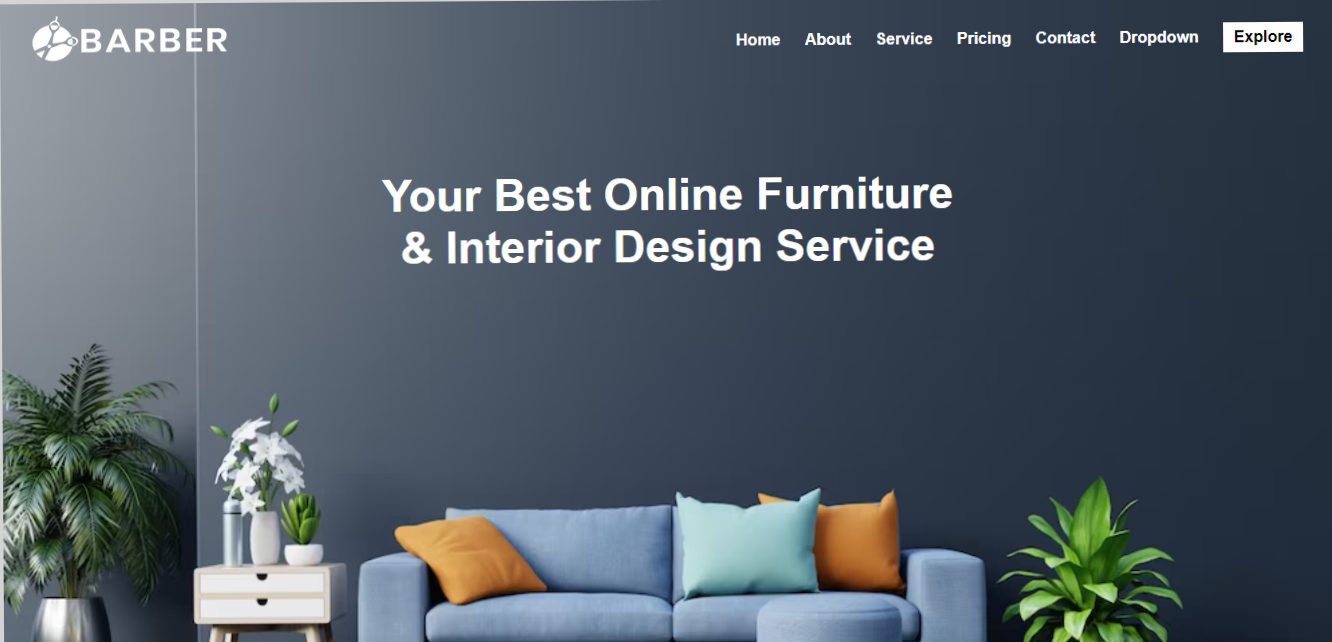 BARBER
Home About Service Pricing Contact Dropdown Explore
Your Best Online Furniture
& Interior Design Service